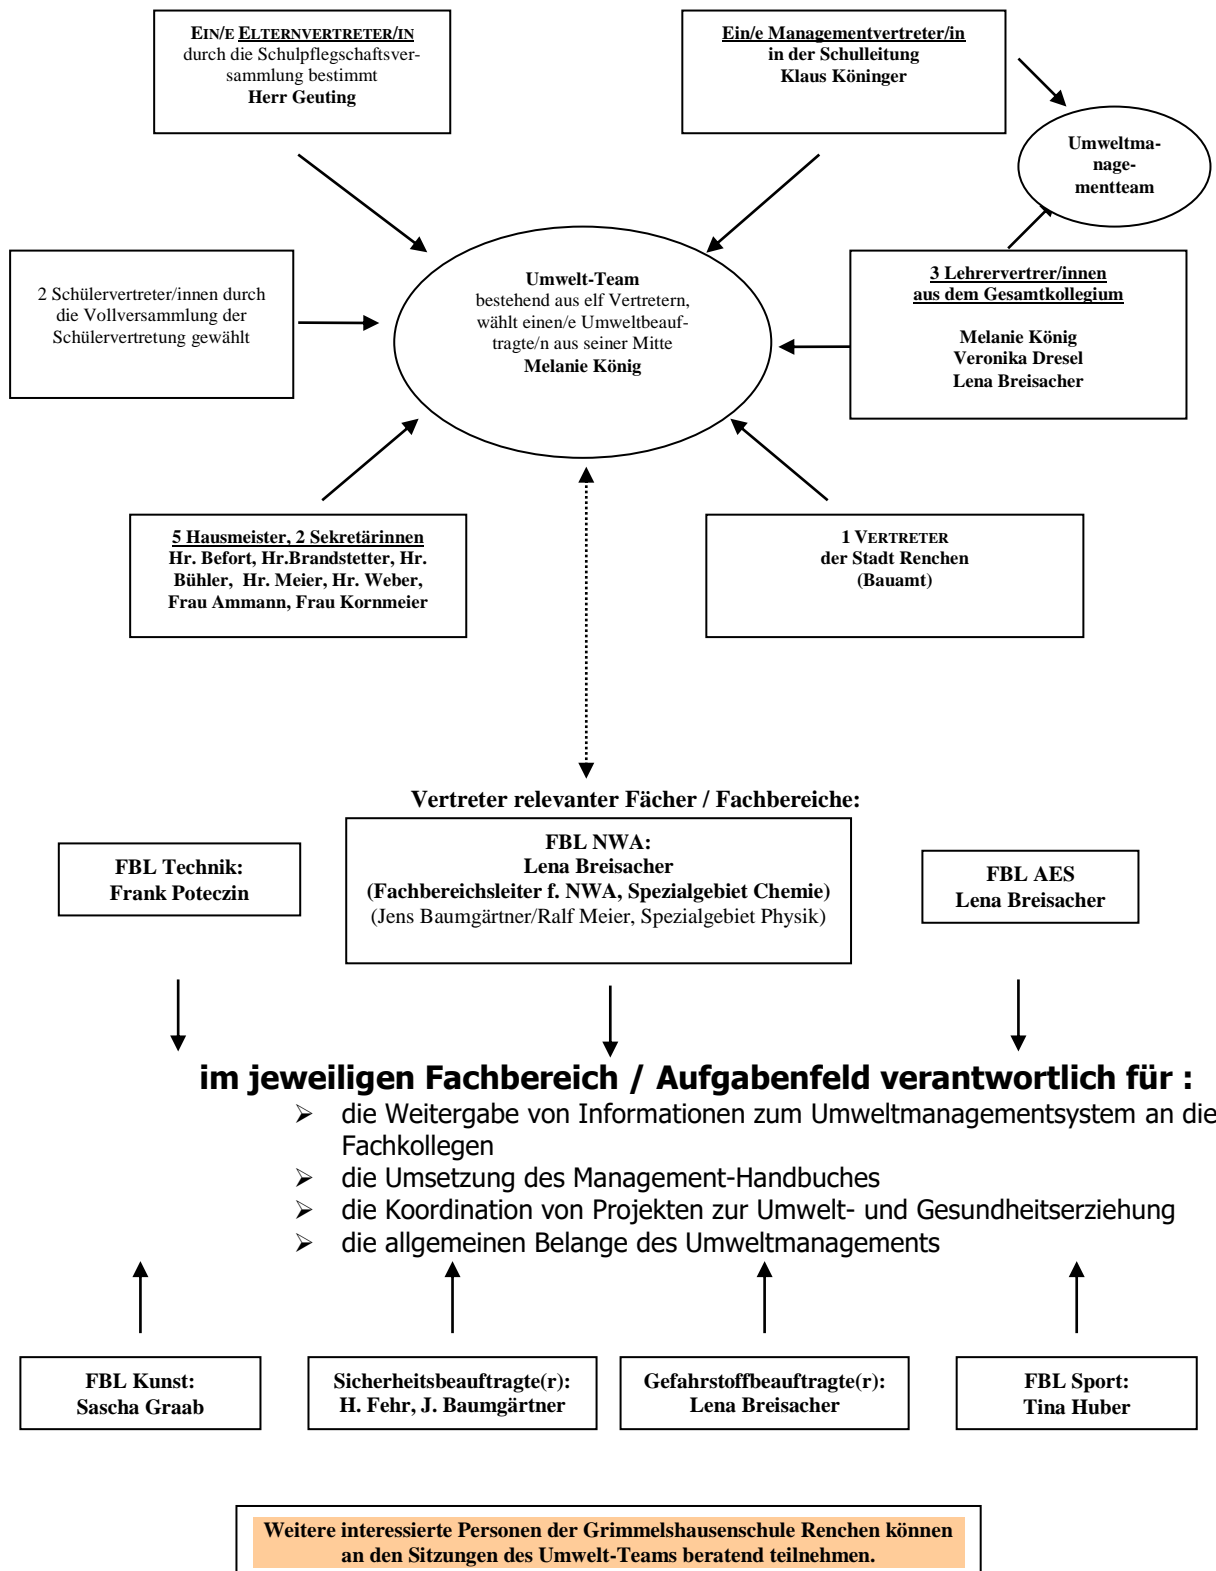 EIN/E ELTERNVERTRETER/IN
durch die Schulpflegschaftsver-
sammlung bestimmt
Herr Geuting
Ein/e Managementvertreter/in
in der Schulleitung
Klaus Köninger
Umweltma-
nage-
mentteam
2 Schülervertreter/innen durch
die Vollversammlung der
Schülervertretung gewählt
Umwelt-Team
bestehend aus elf Vertretern,
wählt einen/e Umweltbeauf-
tragte/n aus seiner Mitte
Melanie König
3 Lehrervertrer/innen
aus dem Gesamtkollegium
Melanie König
Veronika Dresel
Lena Breisacher
5 Hausmeister, 2 Sekretärinnen
Hr. Befort, Hr.Brandstetter, Hr.
Bühler, Hr. Meier, Hr. Weber,
Frau Ammann, Frau Kornmeier
1 VERTRETER
der Stadt Renchen
(Bauamt)
Vertreter relevanter Fächer / Fachbereiche:
FBL Technik:
Frank Poteczin
FBL NWA:
Lena Breisacher
(Fachbereichsleiter f. NWA, Spezialgebiet Chemie)
(Jens Baumgärtner/Ralf Meier, Spezialgebiet Physik)
FBL AES
Lena Breisacher
im jeweiligen Fachbereich / Aufgabenfeld verantwortlich für :
➢ die Weitergabe von Informationen zum Umweltmanagementsystem an die
Fachkollegen
➢ die Umsetzung des Management-Handbuches
➢ die Koordination von Projekten zur Umwelt- und Gesundheitserziehung
➢ die allgemeinen Belange des Umweltmanagements
FBL Kunst:
Sascha Graab
Sicherheitsbeauftragte(r):
H. Fehr, J. Baumgärtner
Gefahrstoffbeauftragte(r):
Lena Breisacher
FBL Sport:
Tina Huber
Weitere interessierte Personen der Grimmelshausenschule Renchen können
an den Sitzungen des Umwelt-Teams beratend teilnehmen.